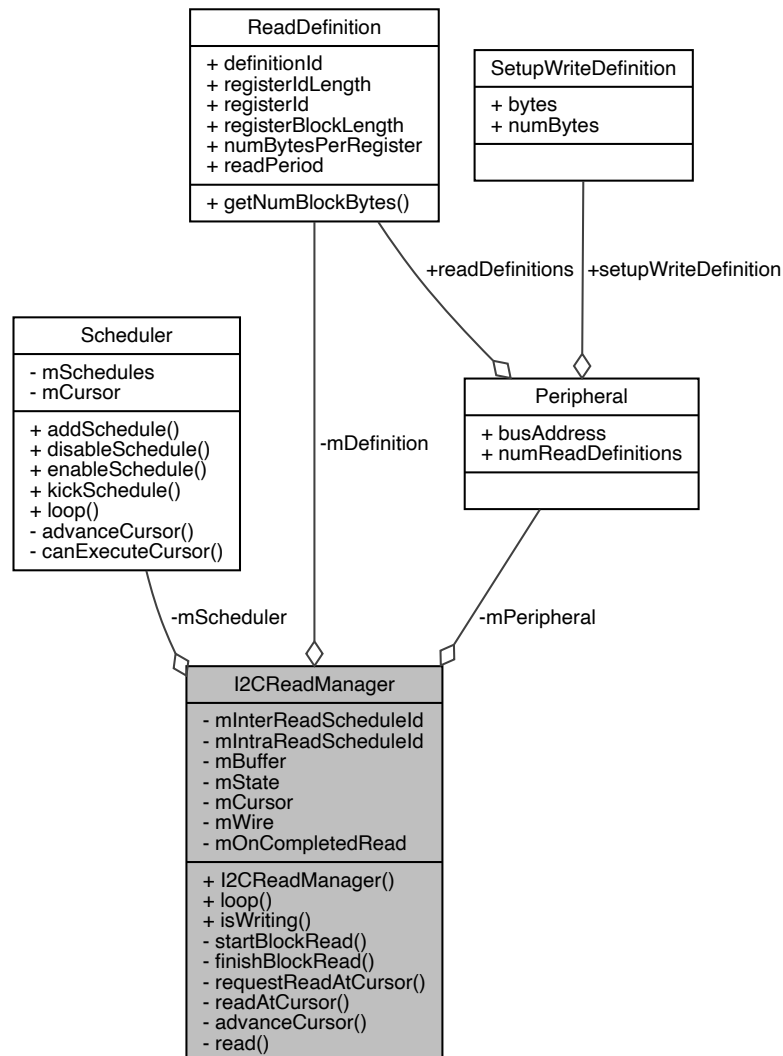 ReadDefinition
+ definitionId
+ registerIdLength
+ registerId
+ registerBlockLength
+ numBytesPerRegister
+ readPeriod
+ getNumBlockBytes()
SetupWriteDefinition
+ bytes
+ numBytes
+readDefinitions
+setupWriteDefinition
Scheduler
- mSchedules
- mCursor
+ addSchedule()
+ disableSchedule()
+ enableSchedule()
+ kickSchedule()
+ loop()
- advanceCursor()
- canExecuteCursor()
-mDefinition
Peripheral
+ busAddress
+ numReadDefinitions
-mScheduler
-mPeripheral
I2CReadManager
- mInterReadScheduleId
- mIntraReadScheduleId
- mBuffer
- mState
- mCursor
- mWire
- mOnCompletedRead
+ I2CReadManager()
+ loop()
+ isWriting()
- startBlockRead()
- finishBlockRead()
- requestReadAtCursor()
- readAtCursor()
- advanceCursor()
- read()